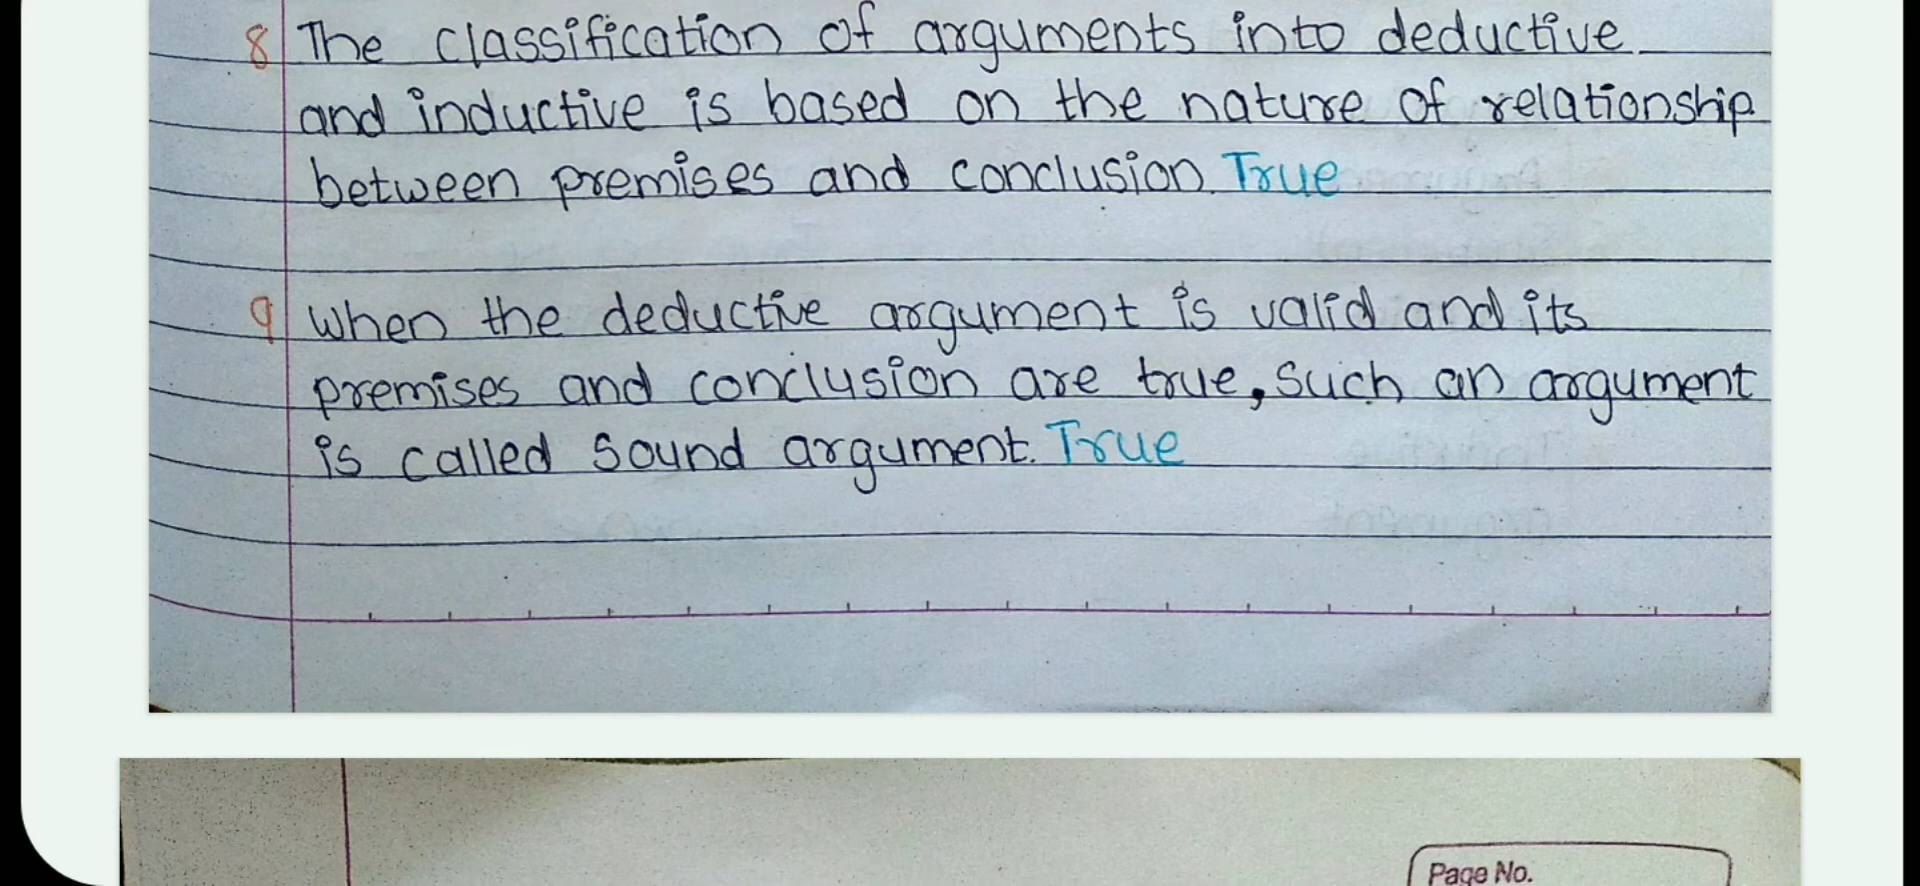 8 The classification of arguments into deductive
and inductive is based on the nature of relationship
between premises and conclusion. True
9 When the deductive argument is valid and its
premises and conclusion are true, such an argument
is called sound argument. True
Page No.